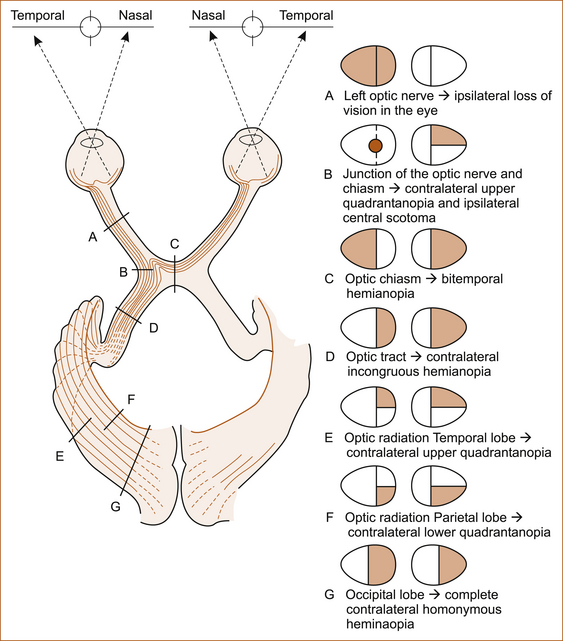 Temporal Nasal Nasal Temporal
A
B
C
D
E
F
G
A Left optic nerve → ipsilateral loss of
vision in the eye
B Junction of the optic nerve and
chiasm → contralateral upper
quadrantanopia and ipsilateral
central scotoma
C Optic chiasm → bitemporal
hemianopia
D Optic tract → contralateral
incongruous hemianopia
E Optic radiation Temporal lobe →
contralateral upper quadantanopia
F Optic radiation Parietal lobe →
contralateral lower quadrantanopia
G Occipital lobe → complete
contralateral homonymous
heminaopia